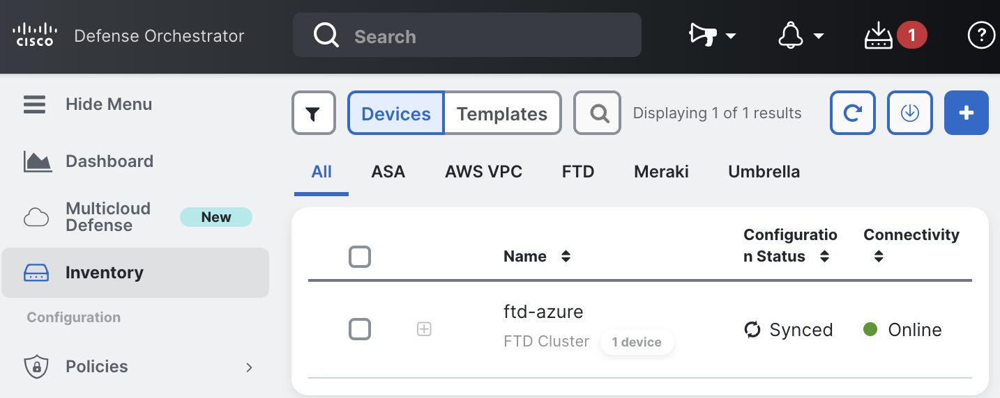 CISCO
Defense Orchestrator
Search
1
?
Hide Menu
Dashboard
Multicloud
Defense
New
Inventory
Configuration
Policies
Devices
Templates
Displaying 1 of 1 results
All
ASA
AWS VPC
FTD
Meraki
Umbrella
Name
Configuratio
n Status
Connectivity
ftd-azure
FTD Cluster
1 device
Synced
Online